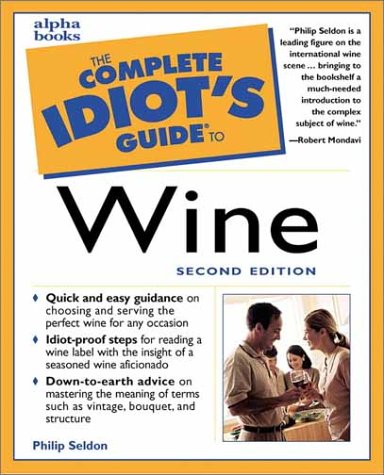 alpha
books
THE
COMPLETE
IDIOT'S
GUIDE® TO
Wine
SECOND EDITION
"Philip Seldon is a
leading figure on the
international wine
scene ... bringing to
the bookshelf a
much-needed
introduction to
the complex
subject of wine."
—Robert Mondavi
Quick and easy guidance on
choosing and serving the
perfect wine for any occasion
Idiot-proof steps for reading a
wine label with the insight of a
seasoned wine aficionado
Down-to-earth advice on
mastering the meaning of terms
such as vintage, bouquet, and
structure
Philip Seldon